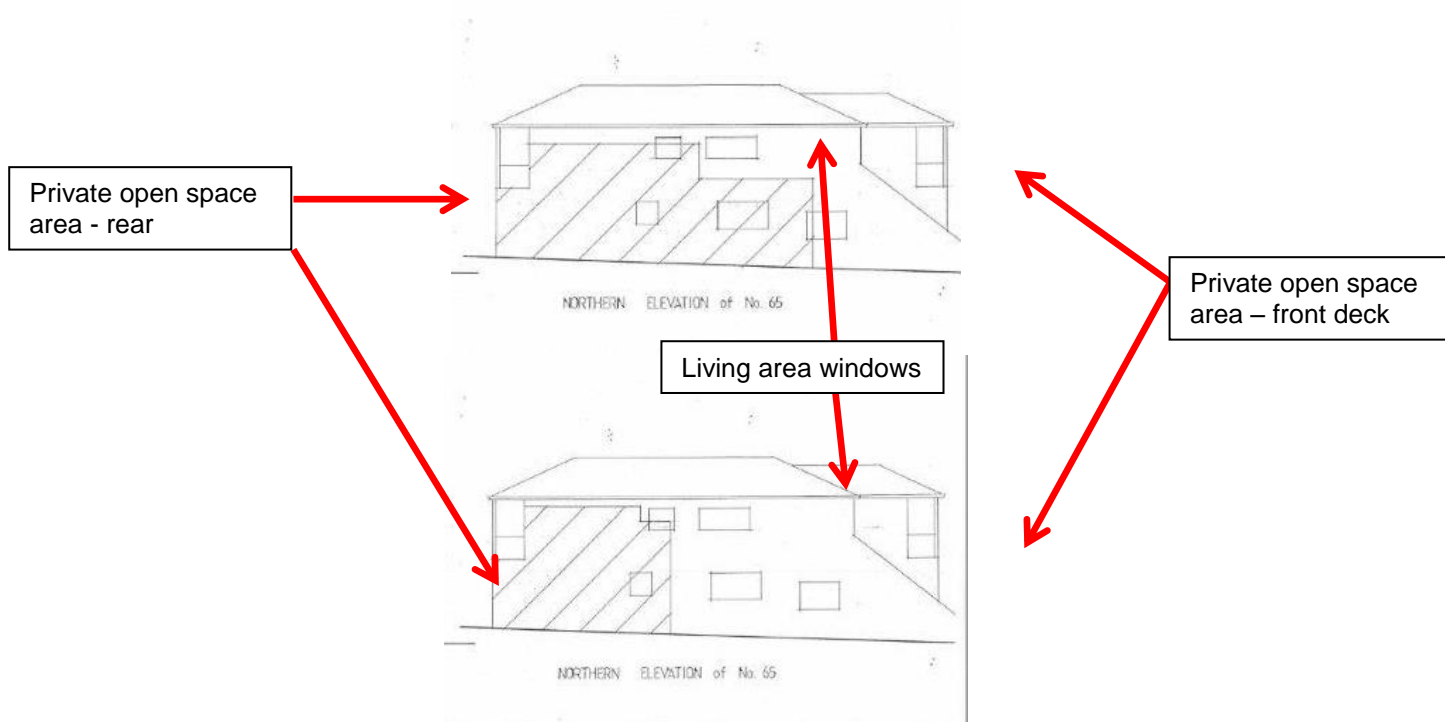 Private open space
area - rear
NORTHERN ELEVATION of No. 65
Living area windows
Private open space
area – front deck
NORTHERN ELEVATION of No. 65